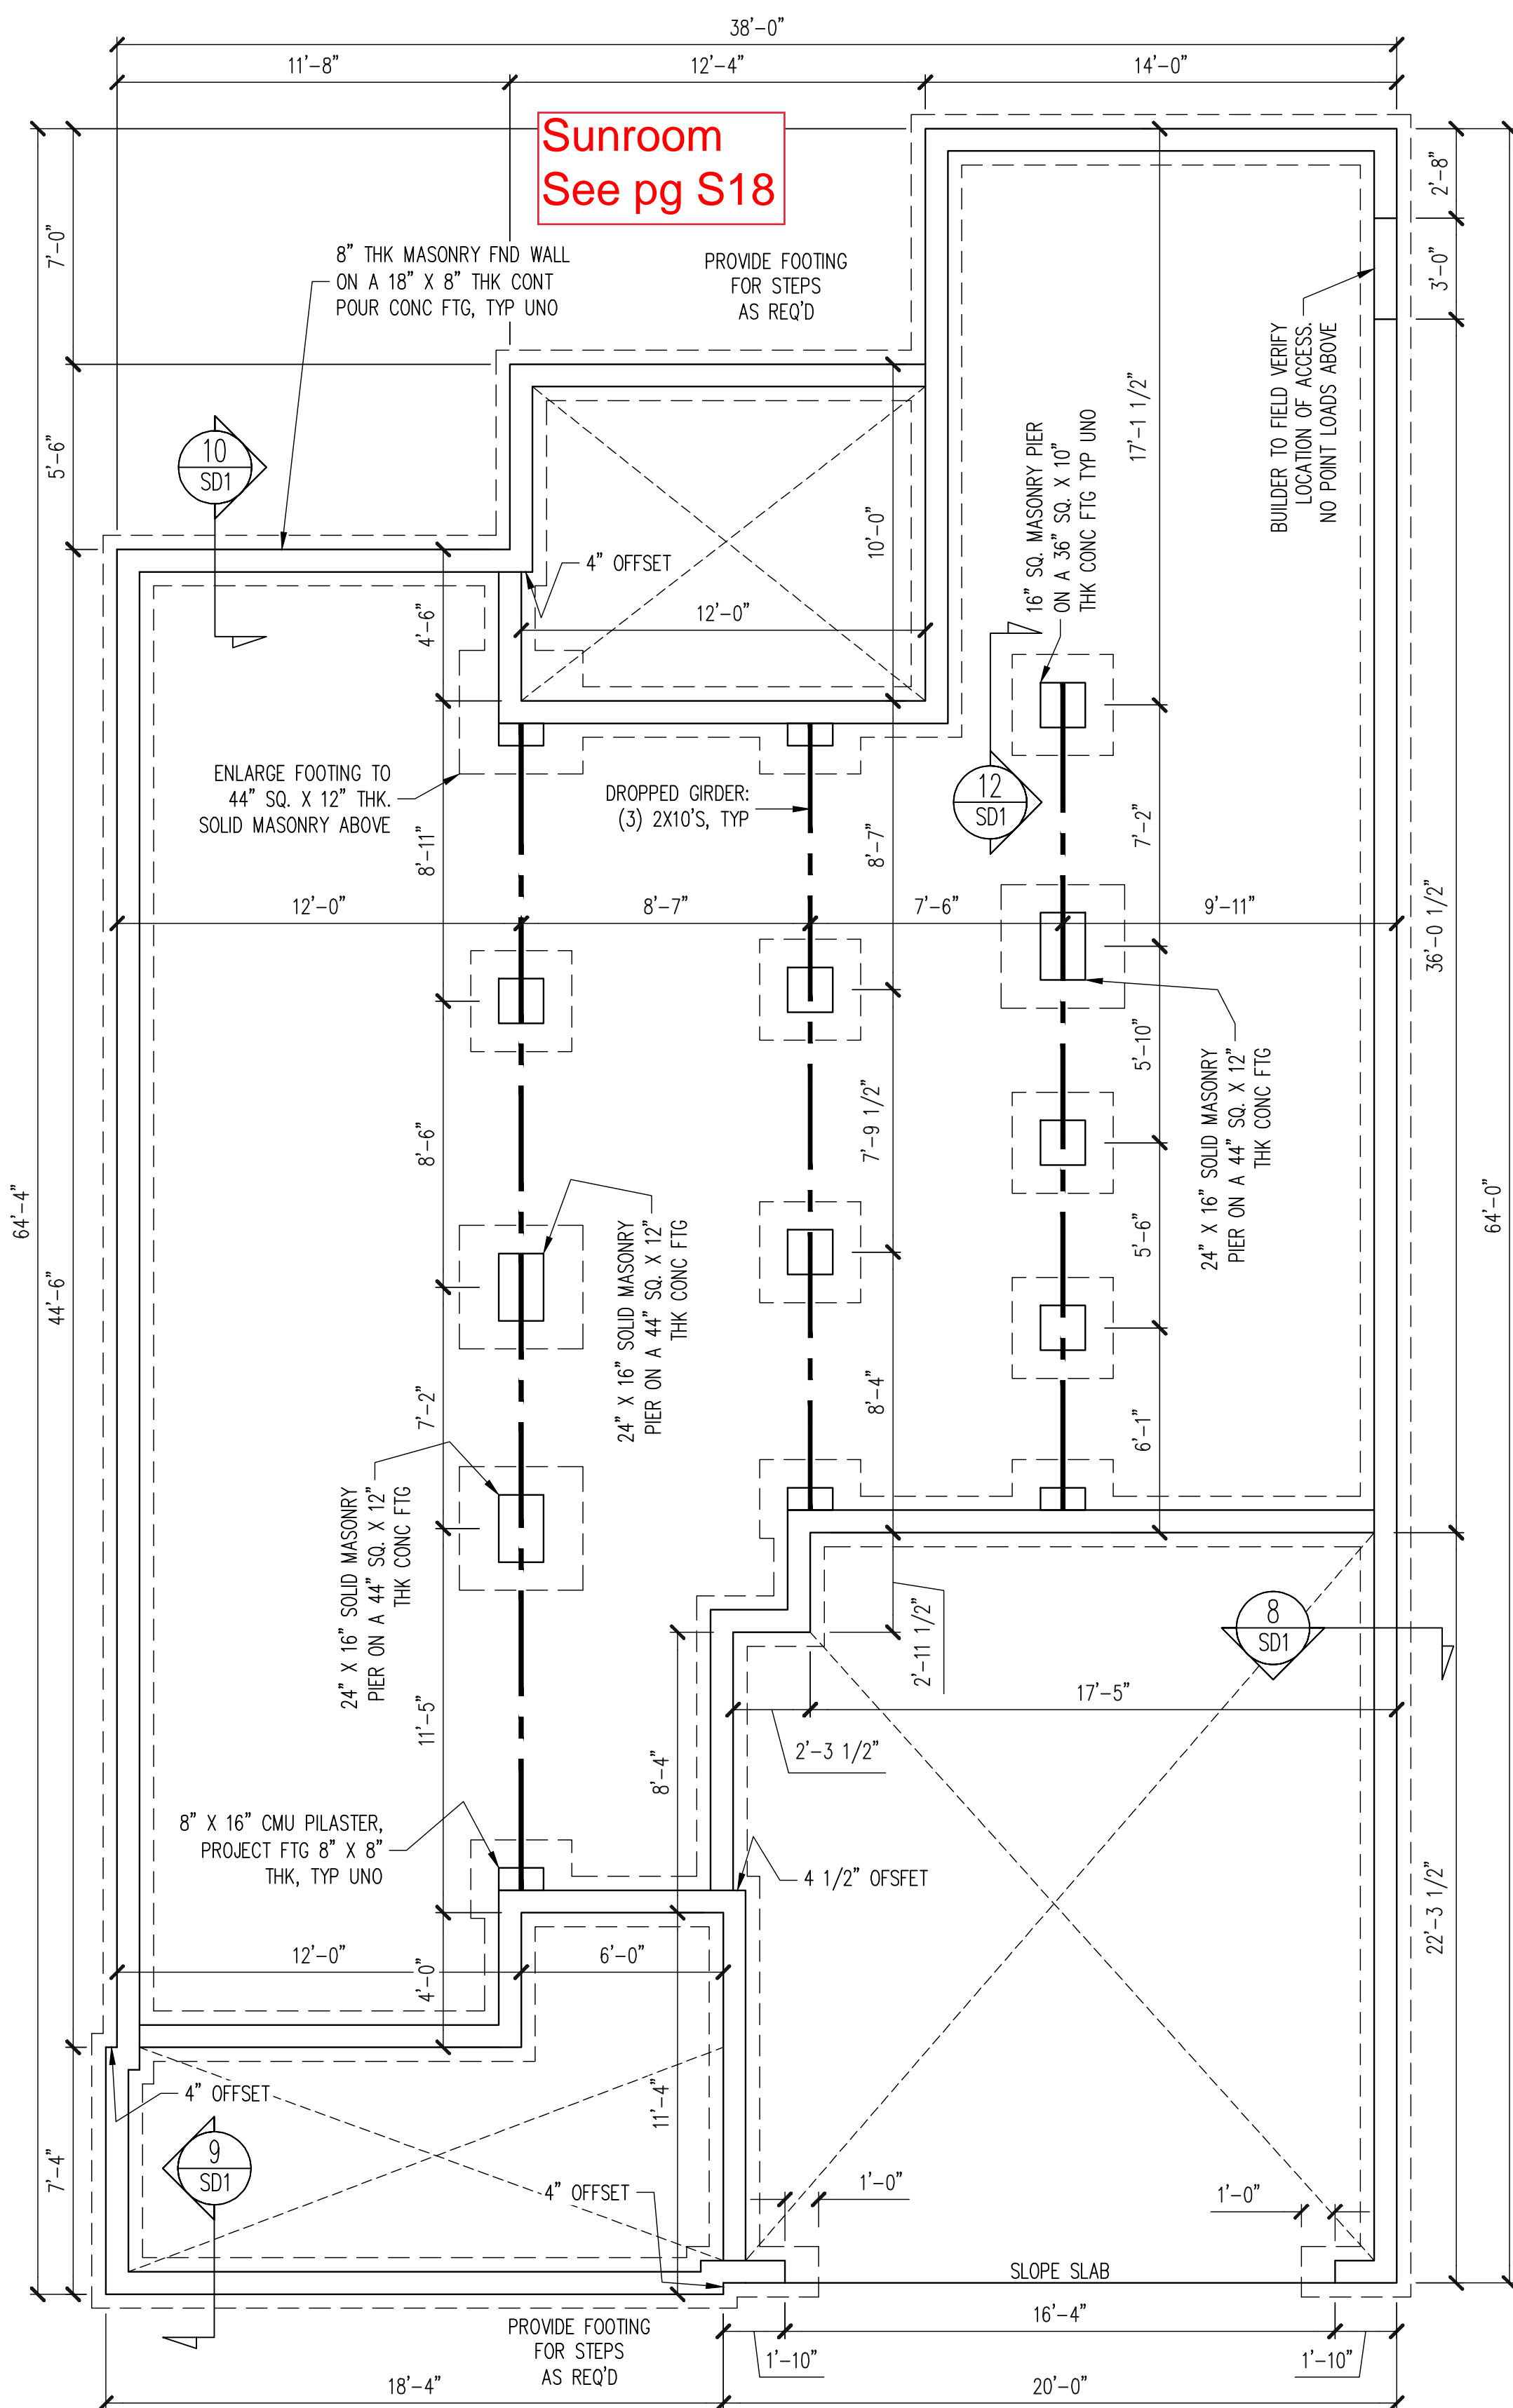 38'-0"
11'-8"
12'-4"
14'-0"
Sunroom
See pg S18
2'-8"
7'-0"
8" THK MASONRY FND WALL
ON A 18" X 8" THK CONT
POUR CONC FTG, TYP UNO
PROVIDE FOOTING
FOR STEPS
AS REQ'D
3'-0"
BUILDER TO FIELD VERIFY
LOCATION OF ACCESS.
NO POINT LOADS ABOVE
17'-1 1/2"
5'-6"
10
SD1
16" SQ. MASONRY PIER
ON A 36" SQ. X 10"
THK CONC FTG TYP UNO
10'-0"
4" OFFSET
4'-6"
12'-0"
ENLARGE FOOTING TO
44" SQ. X 12" THK.
SOLID MASONRY ABOVE
DROPPED GIRDER:
(3) 2X10'S, TYP
12
SD1
8'-11"
8'-7"
7'-2"
12'-0"
8'-7"
7'-6"
9'-11"
36'-0 1/2"
5'-10"
24" X 16" SOLID MASONRY
PIER ON A 44" SQ. X 12"
THK CONC FTG
8'-6"
7'-9 1/2"
64'-4"
64'-0"
44'-6"
5'-6"
24" X 16" SOLID MASONRY
PIER ON A 44" SQ. X 12"
THK CONC FTG
7'-2"
8'-4"
6'-1"
24" X 16" SOLID MASONRY
PIER ON A 44" SQ. X 12"
THK CONC FTG
8
SD1
2'-11 1/2"
11'-5"
17'-5"
2'-3 1/2"
8'-4"
8" X 16" CMU PILASTER,
PROJECT FTG 8" X 8"
THK, TYP UNO
4 1/2" OFSFET
22'-3 1/2"
12'-0"
6'-0"
4'-0"
4" OFFSET
11'-4"
9
SD1
7'-4"
4" OFFSET
1'-0"
1'-0"
SLOPE SLAB
PROVIDE FOOTING
FOR STEPS
AS REQ'D
16'-4"
1'-10"
1'-10"
18'-4"
20'-0"